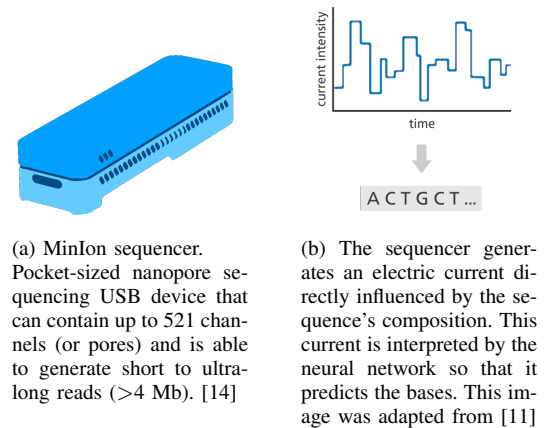 current intensity
time
A C T G C T ...
(a) MinIon sequencer.
Pocket-sized nanopore se-
quencing USB device that
can contain up to 521 chan-
nels (or pores) and is able
to generate short to ultra-
long reads (>4 Mb). [14]
(b) The sequencer gener-
ates an electric current di-
rectly influenced by the se-
quence's composition. This
current is interpreted by the
neural network so that it
predicts the bases. This im-
age was adapted from [11]